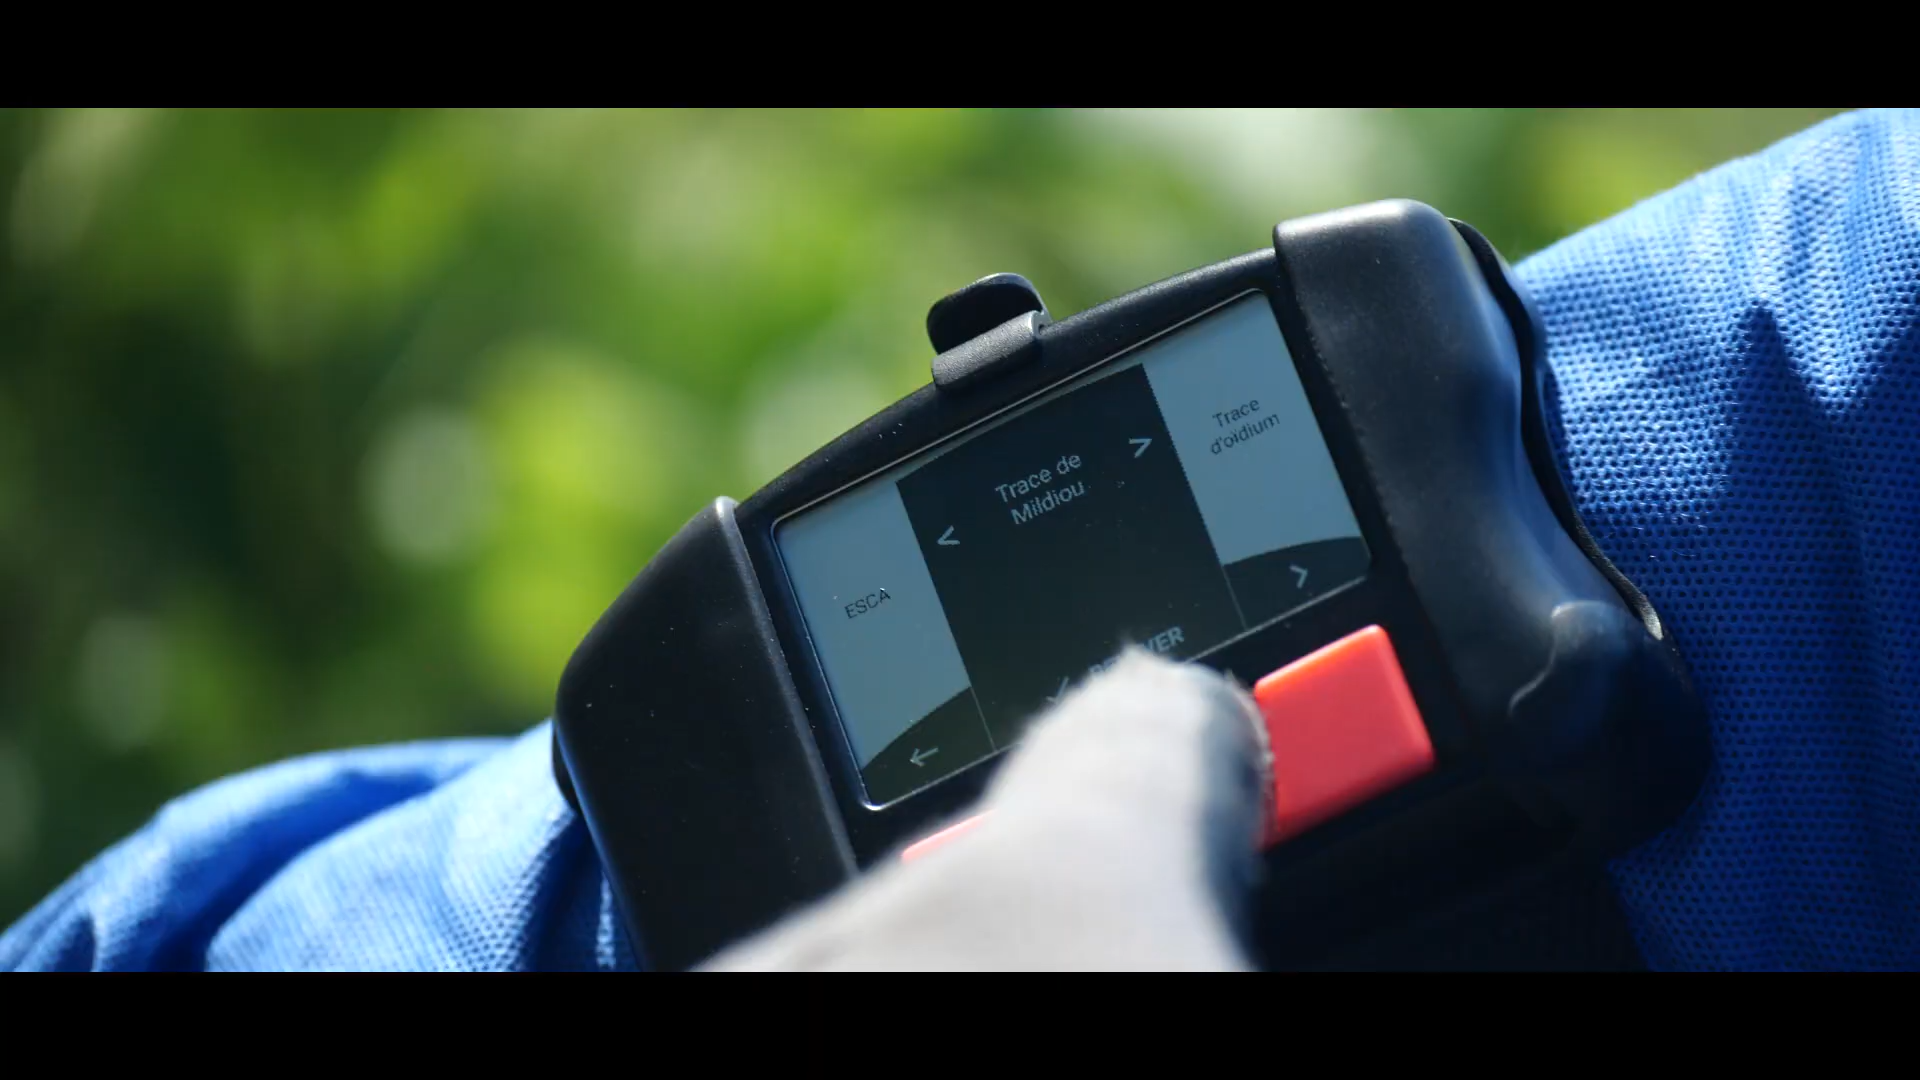 ESCA
<
Trace de
Mildiou
>
Trace
d'oïdium
←
>